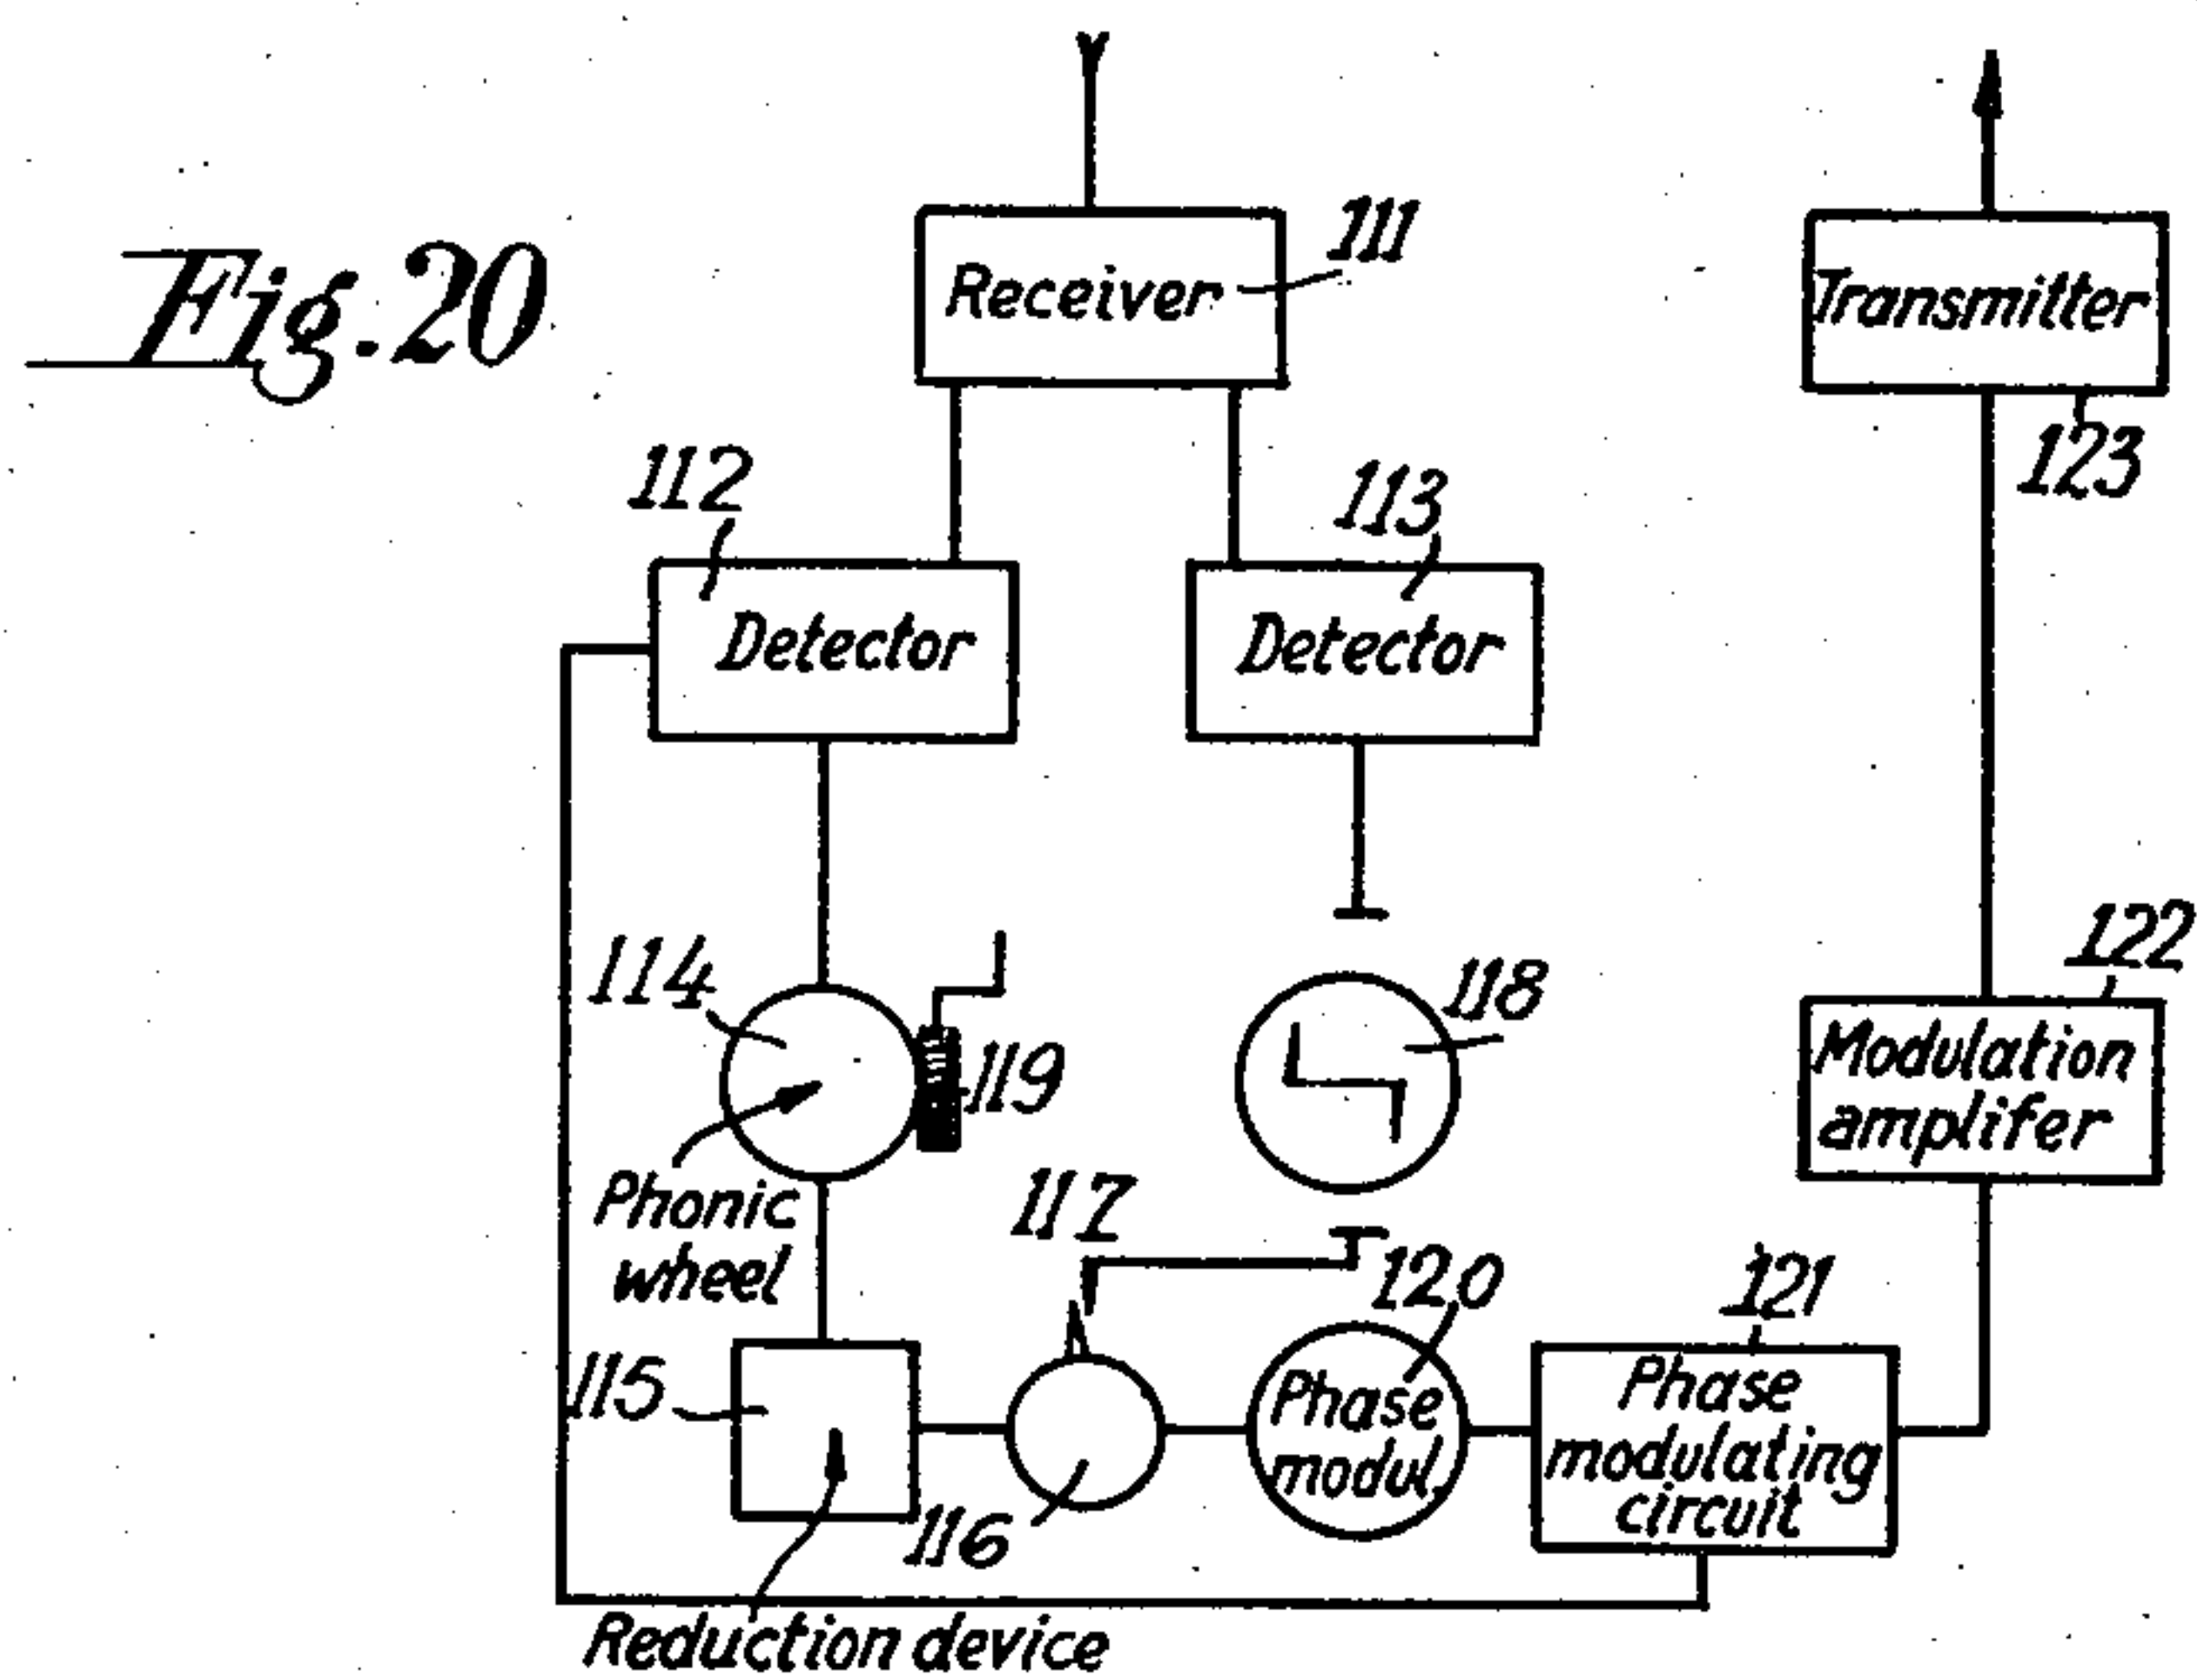 Fig. 20
111
Receiver
Transmitter
123
112
113
Detector
Detector
114
118
122
119
Modulation
amplifer
Phonic
wheel
117
120
121
115
Phase
modul.
Phase
modulating
circuit
116
Reduction device